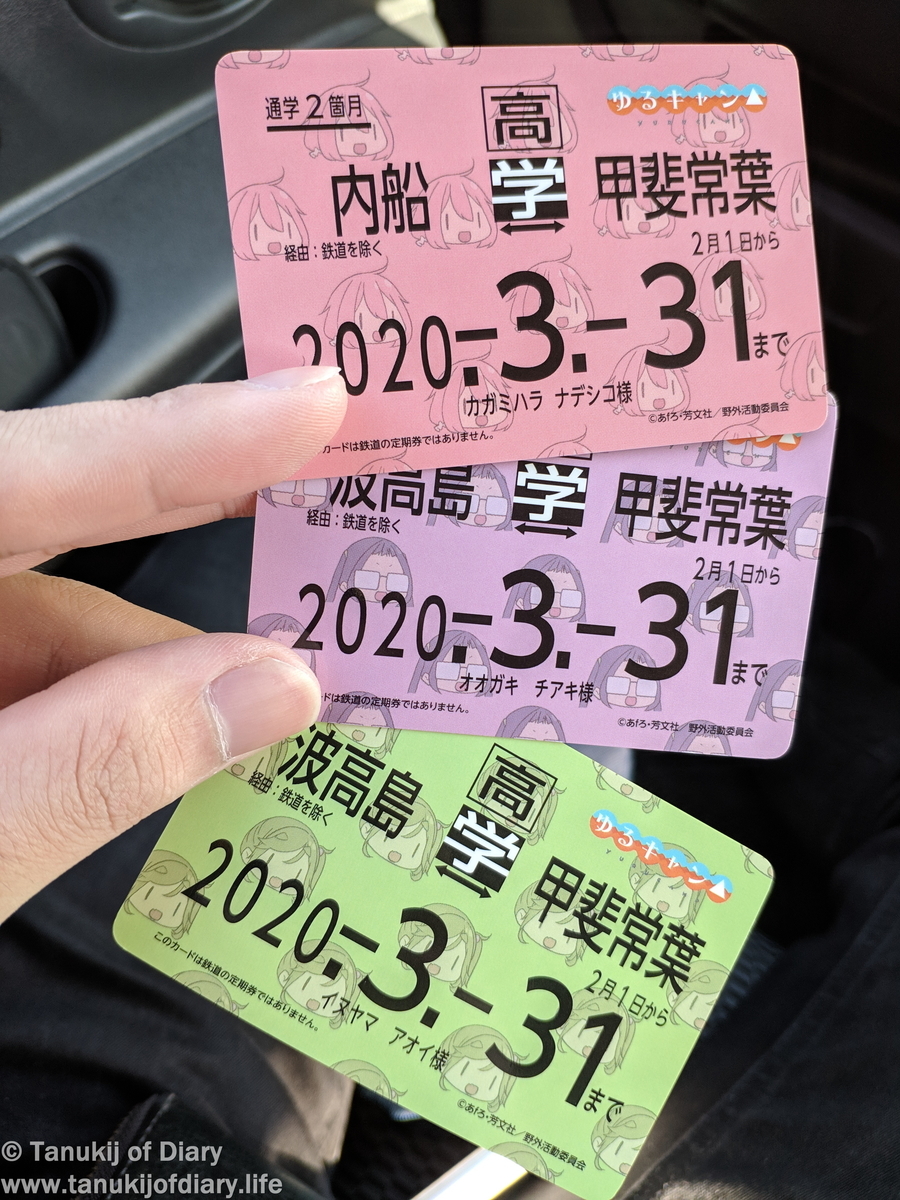 通学2箇月
高
ゆるキャン△
内船
学
甲斐常葉
経由:鉄道を除く
2月1日から
2020.-3.-31まで
カガミハラ ナデシコ様
©あfろ・芳文社/野外活動委員会
カードは鉄道の定期券ではありません。
波高島
学
甲斐常葉
経由:鉄道を除く
2月1日から
2020.-3.-31まで
オオガキ チアキ様
ードは鉄道の定期券ではありません。
©あfろ・芳文社/野外活動委員会
波高島
高
ゆるキャン△
学
甲斐常葉
経由:鉄道を除く
2月1日から
2020.-3.-31まで
このカードは鉄道の定期券ではありません。
イヌヤマ アオイ様
©あfろ・芳文社/野外活動委員会
© Tanukij of Diary
www.tanukijofdiary.life